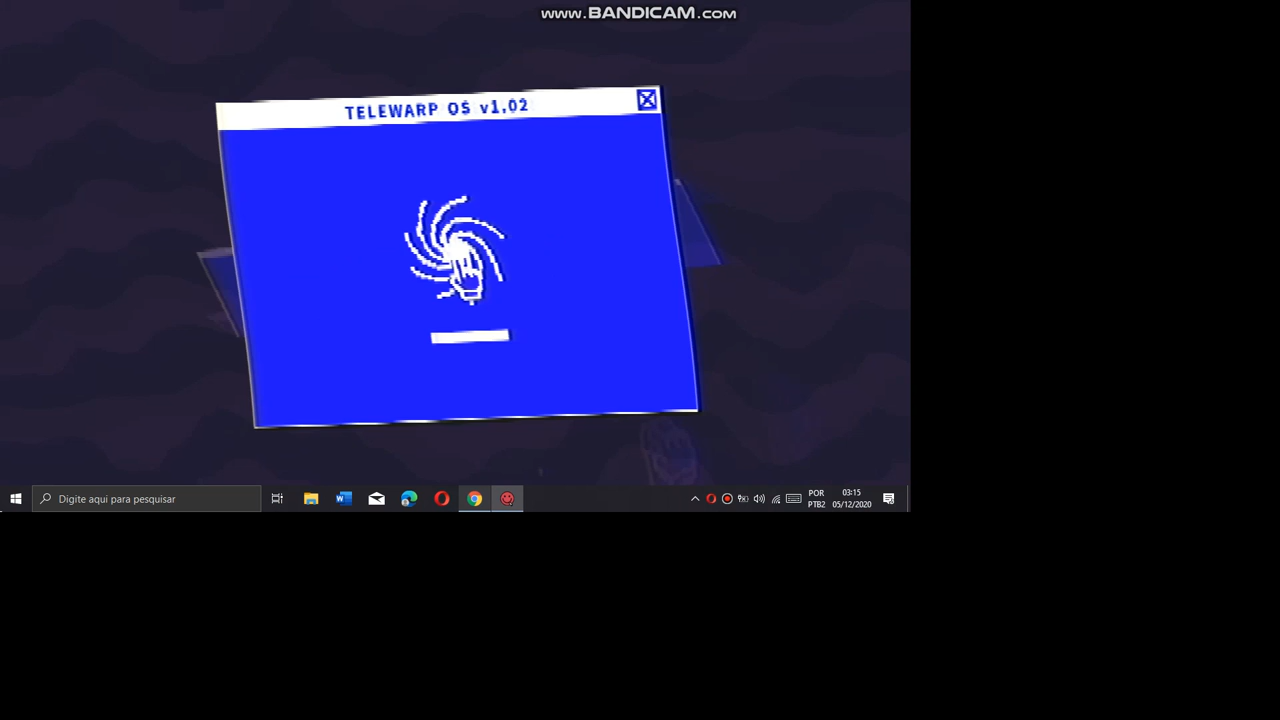 www.BANDICAM.com
TELEWARP OS v1.02
Digite aqui para pesquisar
POR
PTB2
03:15
05/12/2020